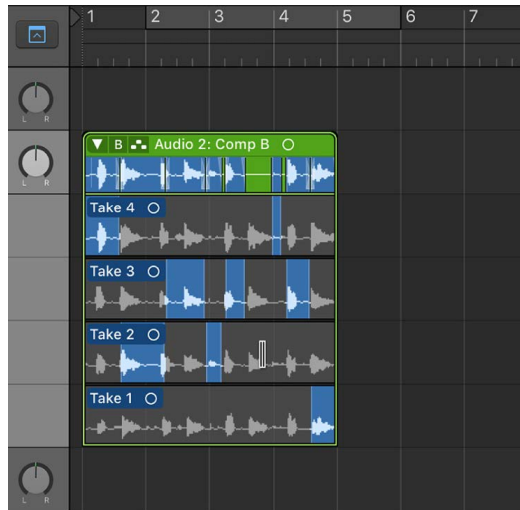 1 2 3 4 5 6 7
L R
B Audio 2: Comp B
L R
Take 4
Take 3
Take 2
Take 1
L R